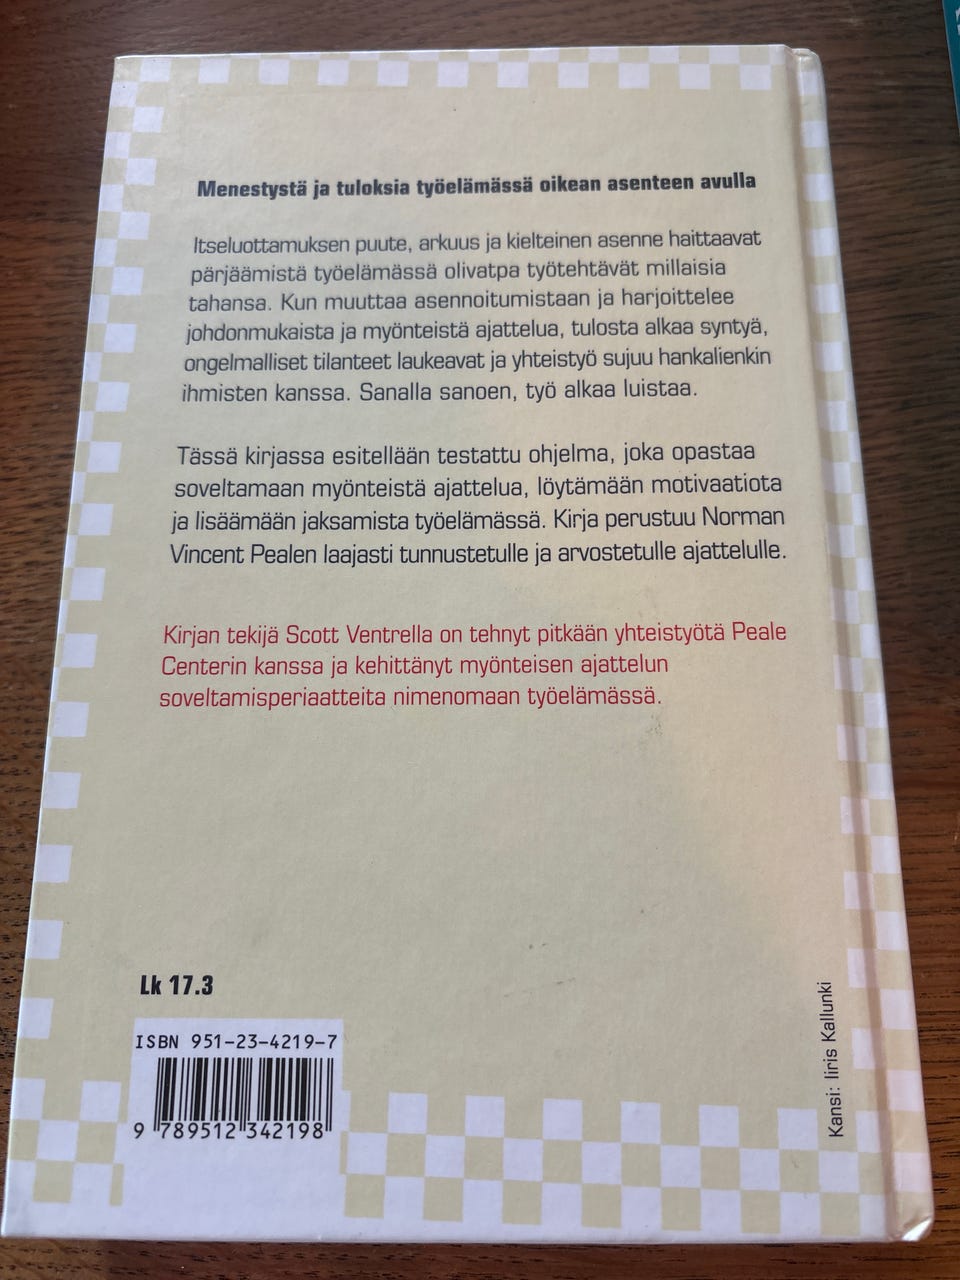 Menestystä ja tuloksia työelämässä oikean asenteen avulla
Itseluottamuksen puute, arkuus ja kielteinen asenne haittaavat
pärjäämistä työelämässä olivatpa työtehtävät millaisia
tahansa. Kun muuttaa asennoitumistaan ja harjoittelee
johdonmukaista ja myönteistä ajattelua, tulosta alkaa syntyä,
ongelmalliset tilanteet laukeavat ja yhteistyö sujuu hankalienkin
ihmisten kanssa. Sanalla sanoen, työ alkaa luistaa.
Tässä kirjassa esitellään testattu ohjelma, joka opastaa
soveltamaan myönteistä ajattelua, löytämään motivaatiota
ja lisäämään jaksamista työelämässä. Kirja perustuu Norman
Vincent Pealen laajasti tunnustetulle ja arvostetulle ajattelulle.
Kirjan tekijä Scott Ventrella on tehnyt pitkään yhteistyötä Peale
Centerin kanssa ja kehittänyt myönteisen ajattelun
soveltamisperiaatteita nimenomaan työelämässä.
Lk 17.3
ISBN 951-23-4219-7
9 789512 342198
Kansi: Iiris Kallunki